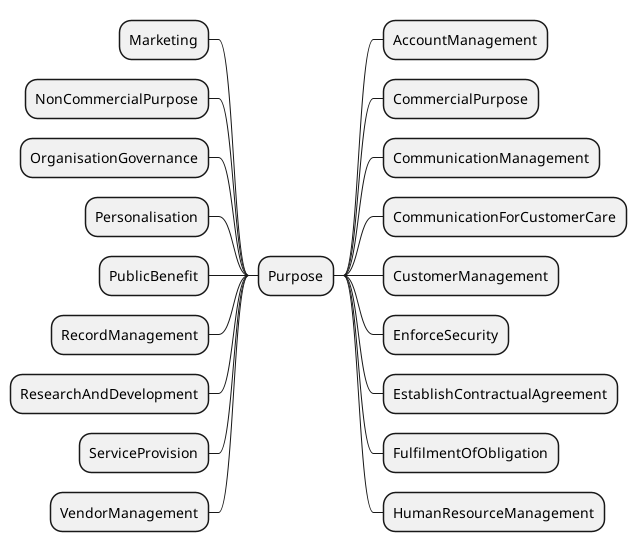 Marketing
NonCommercialPurpose
OrganisationGovernance
Personalisation
PublicBenefit
RecordManagement
ResearchAndDevelopment
ServiceProvision
VendorManagement
Purpose
AccountManagement
CommercialPurpose
CommunicationManagement
CommunicationForCustomerCare
CustomerManagement
EnforceSecurity
EstablishContractualAgreement
FulfilmentOfObligation
HumanResourceManagement